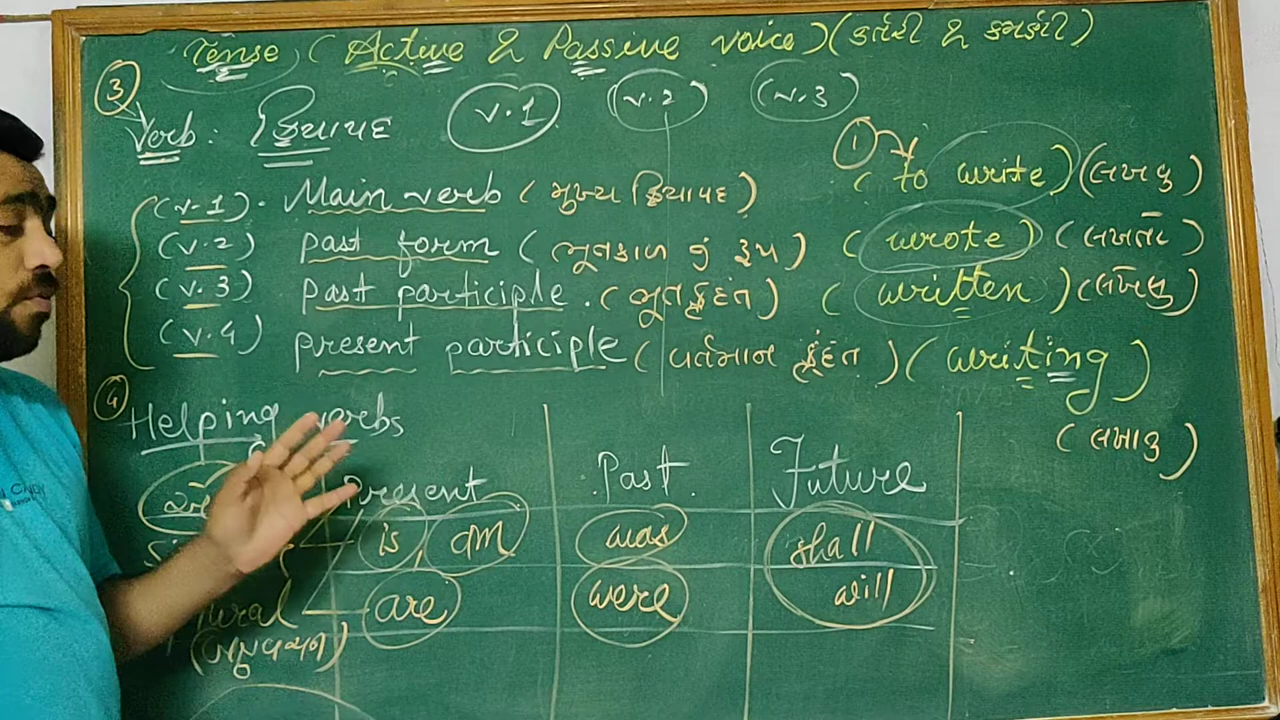 Tense (Active & Passive voice) (કર્તરી & કર્મણી)
3
Verb : ક્રિયાપદ (v.1) (v.2) (v.3)
(v.1). Main verb (મુખ્ય ક્રિયાપદ) 1 (to write) (લખવુ)
(v.2) past form (ભૂતકાળ નું રૂપ) (wrote) (લખતો)
(v.3) past participle. (ભૂતકૃદંત) (written) (લખેલુ)
(v.4) present participle (વર્તમાન કૃદંત) (writing)
(લખાવુ)
4
Helping verbs
Present Past Future
is, am was shall
are were will
(બહુવચન)